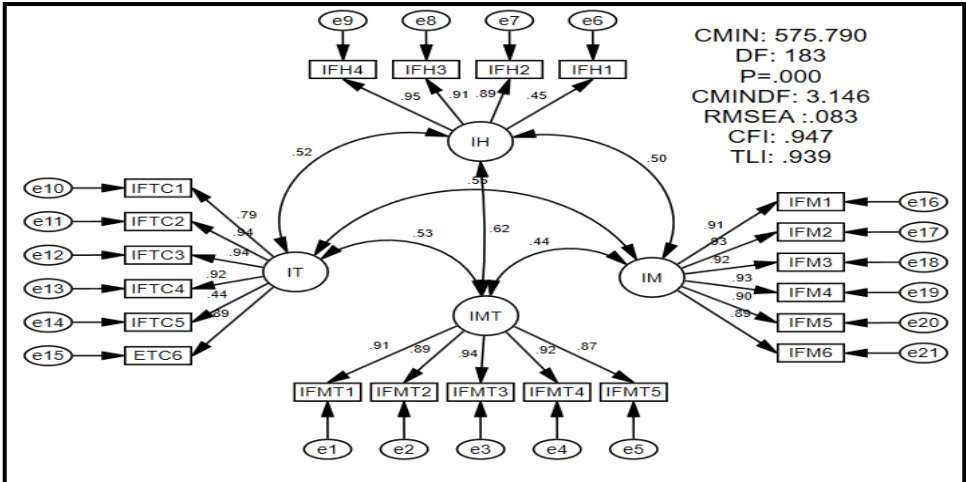 e9 e8 e7 e6
IFH4 IFH3 IFH2 IFH1
.95 .91 .89 .45
IH
CMIN: 575.790
DF: 183
P=.000
CMINDF: 3.146
RMSEA :.083
CFI: .947
TLI: .939
.52
.50
.62
.53
.44
e10 IFTC1
e11 IFTC2
e12 IFTC3
e13 IFTC4
e14 IFTC5
e15 ETC6
.79
.94
.94
.92
.44
.89
IT
IM
IMT
.91
.93
.92
.93
.90
.89
IFM1 e16
IFM2 e17
IFM3 e18
IFM4 e19
IFM5 e20
IFM6 e21
.91 .89 .94 .92 .87
IFMT1 IFMT2 IFMT3 IFMT4 IFMT5
e1 e2 e3 e4 e5